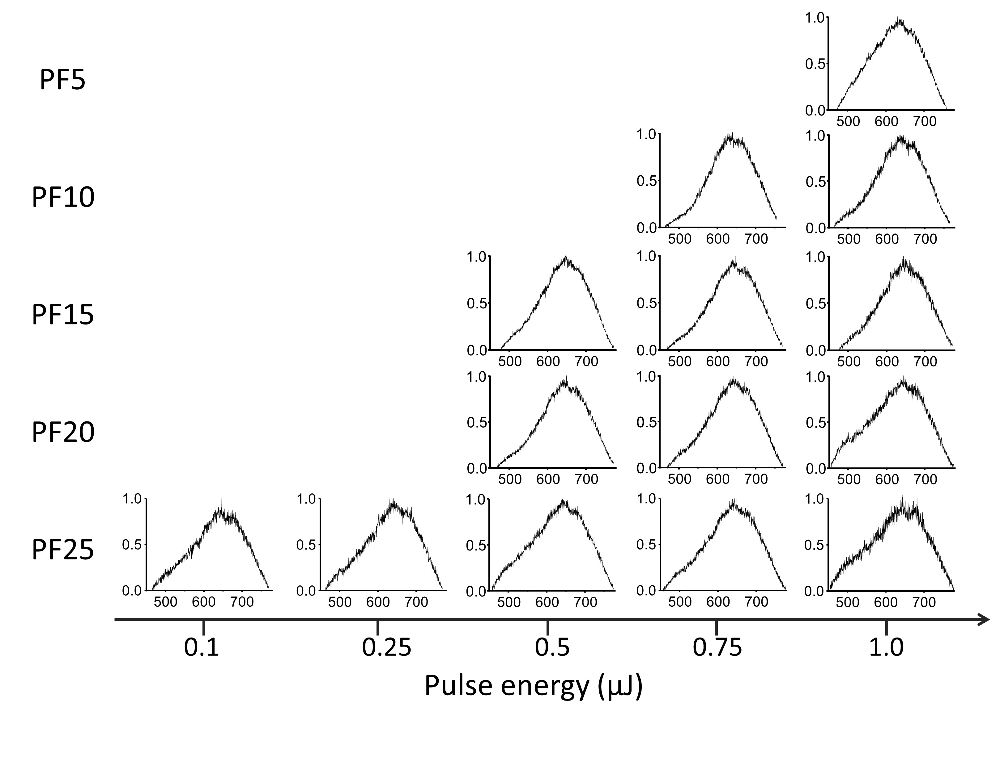 1.0
0.5
0.0
500 600 700
PF5
1.0 1.0
0.5 0.5
0.0 0.0
500 600 700 500 600 700
PF10
1.0 1.0 1.0
0.5 0.5 0.5
0.0 0.0 0.0
500 600 700 500 600 700 500 600 700
PF15
1.0 1.0 1.0
0.5 0.5 0.5
0.0 0.0 0.0
500 600 700 500 600 700 500 600 700
PF20
1.0 1.0 1.0 1.0 1.0
0.5 0.5 0.5 0.5 0.5
0.0 0.0 0.0 0.0 0.0
500 600 700 500 600 700 500 600 700 500 600 700 500 600 700
PF25
0.1 0.25 0.5 0.75 1.0
Pulse energy (µJ)